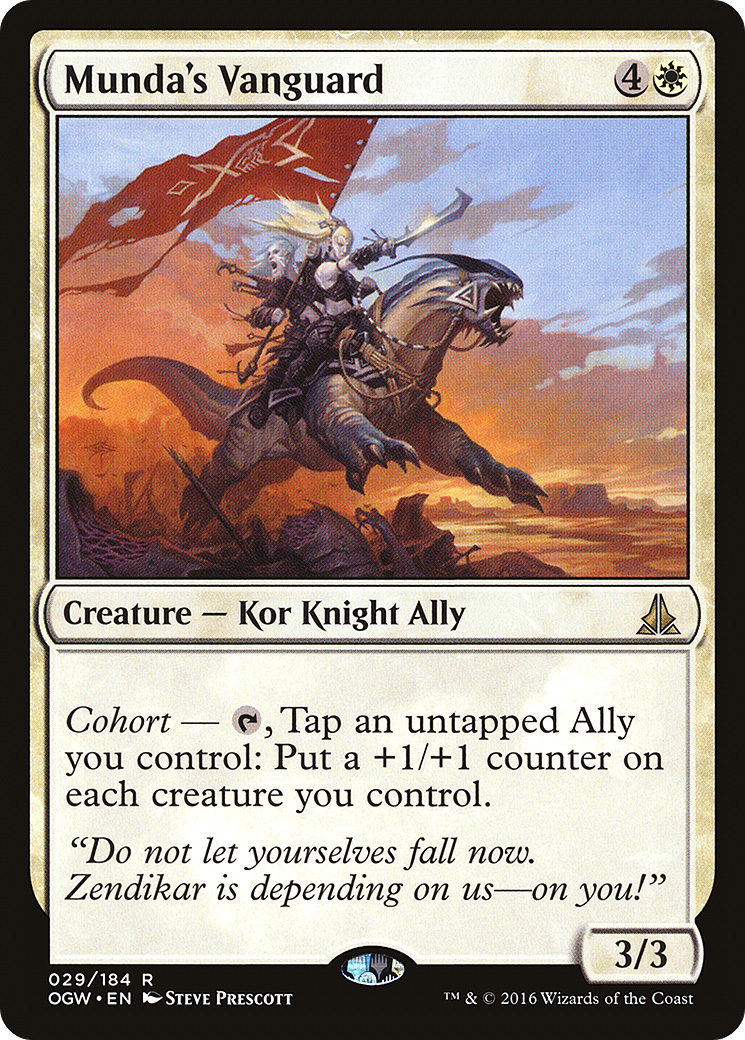 Munda's Vanguard 4
Creature — Kor Knight Ally
Cohort — , Tap an untapped Ally
you control: Put a +1/+1 counter on
each creature you control.
“Do not let yourselves fall now.
Zendikar is depending on us—on you!”
3/3
029/184 R
OGW • EN Steve Prescott
™ & © 2016 Wizards of the Coast